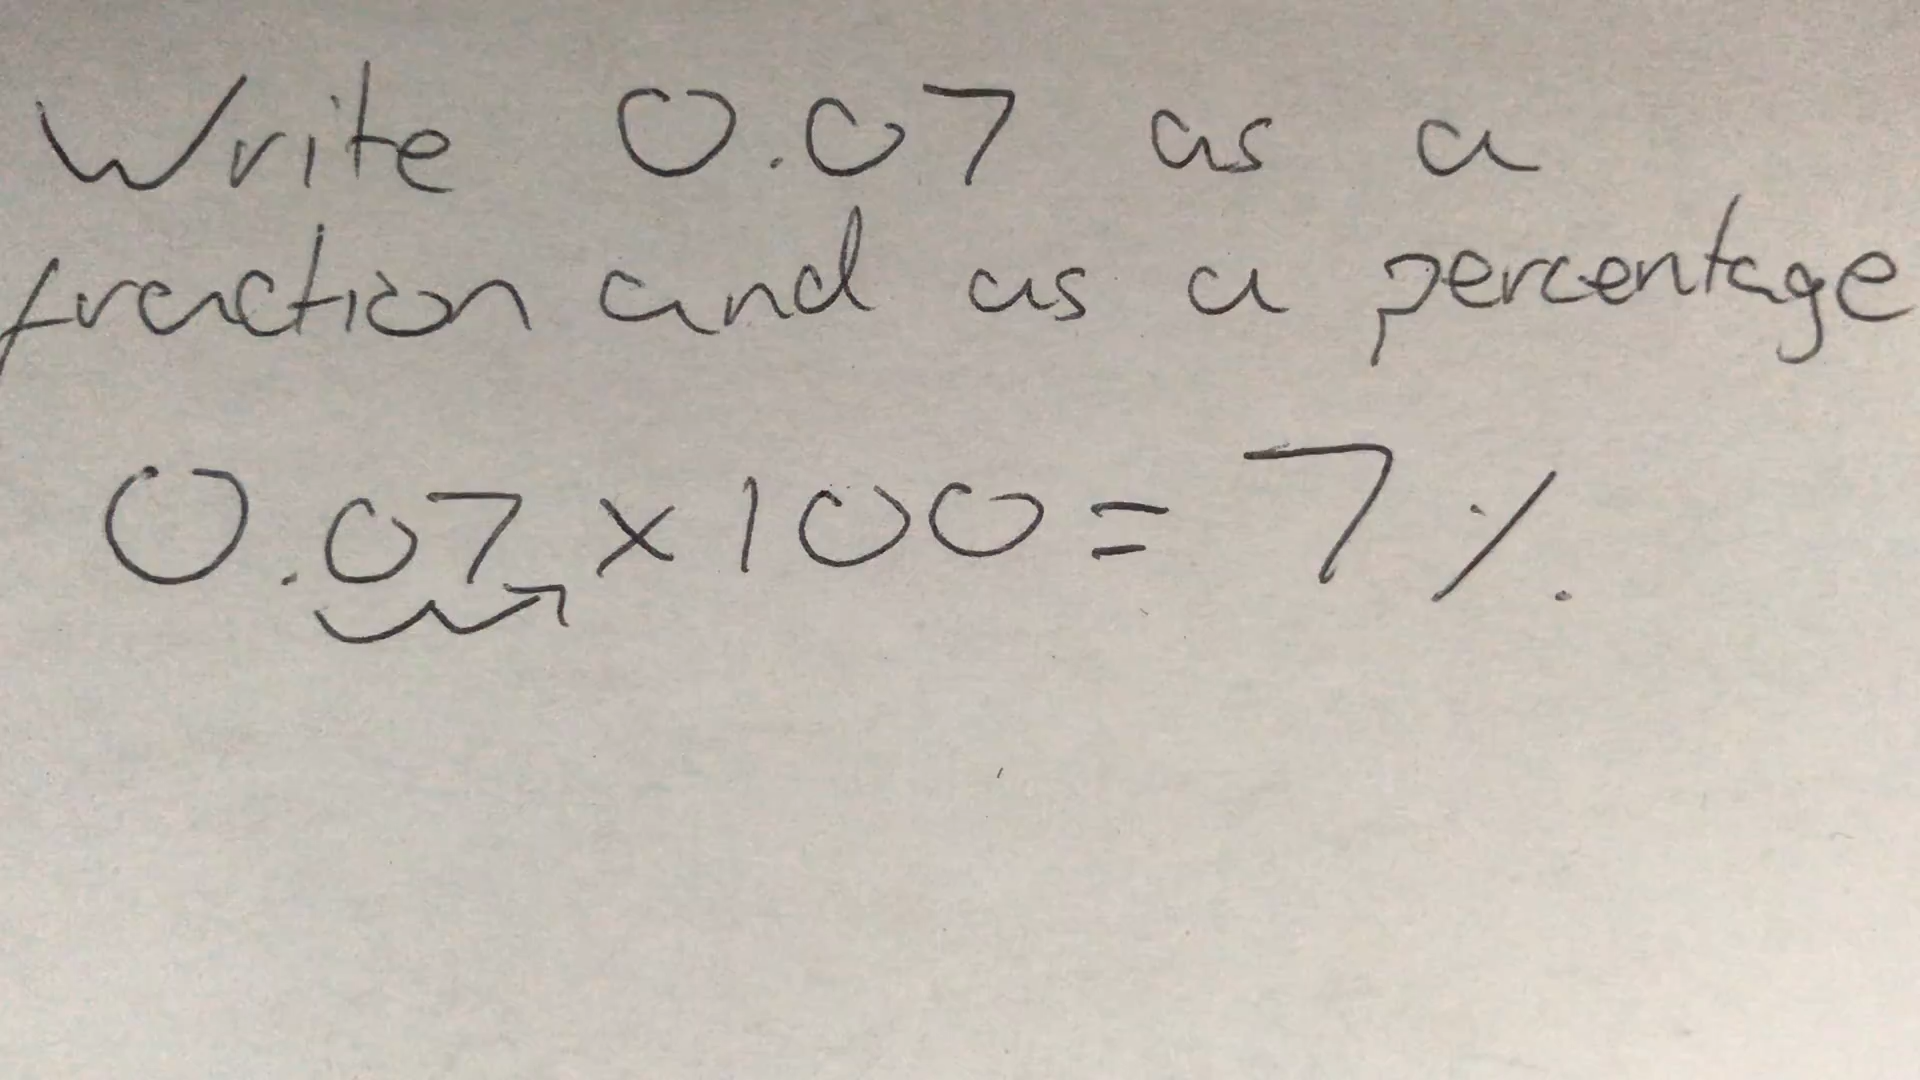 Write 0.07 as a
fraction and as a percentage
0.07 × 100 = 7%